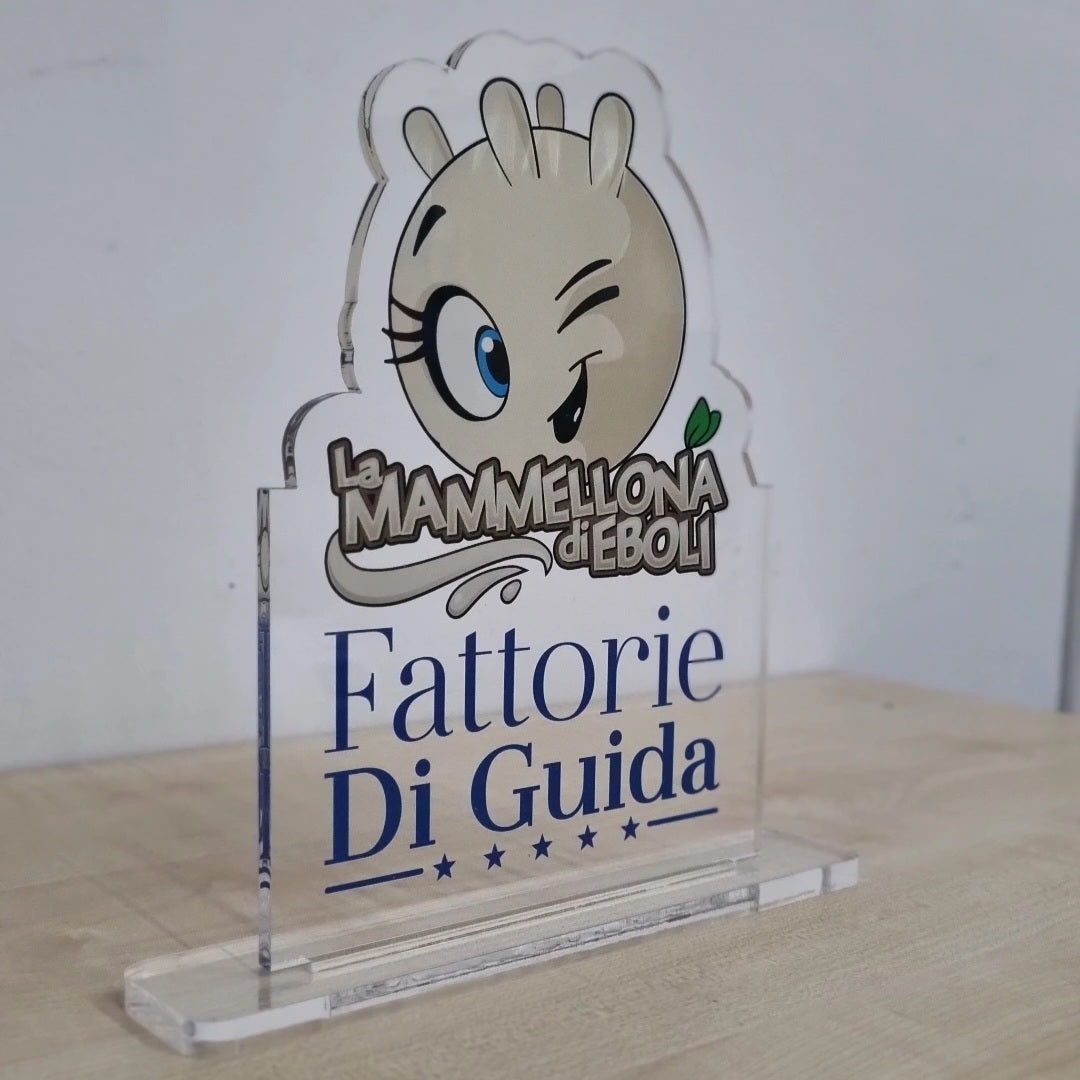 La
MAMMELLONA
di EBOLI
Fattorie
Di Guida